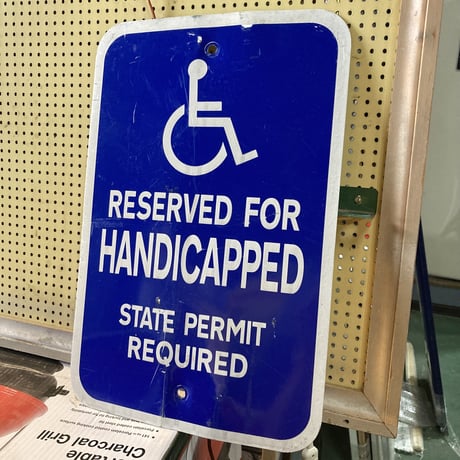 RESERVED FOR
HANDICAPPED
STATE PERMIT
REQUIRED
Charcoal Grill